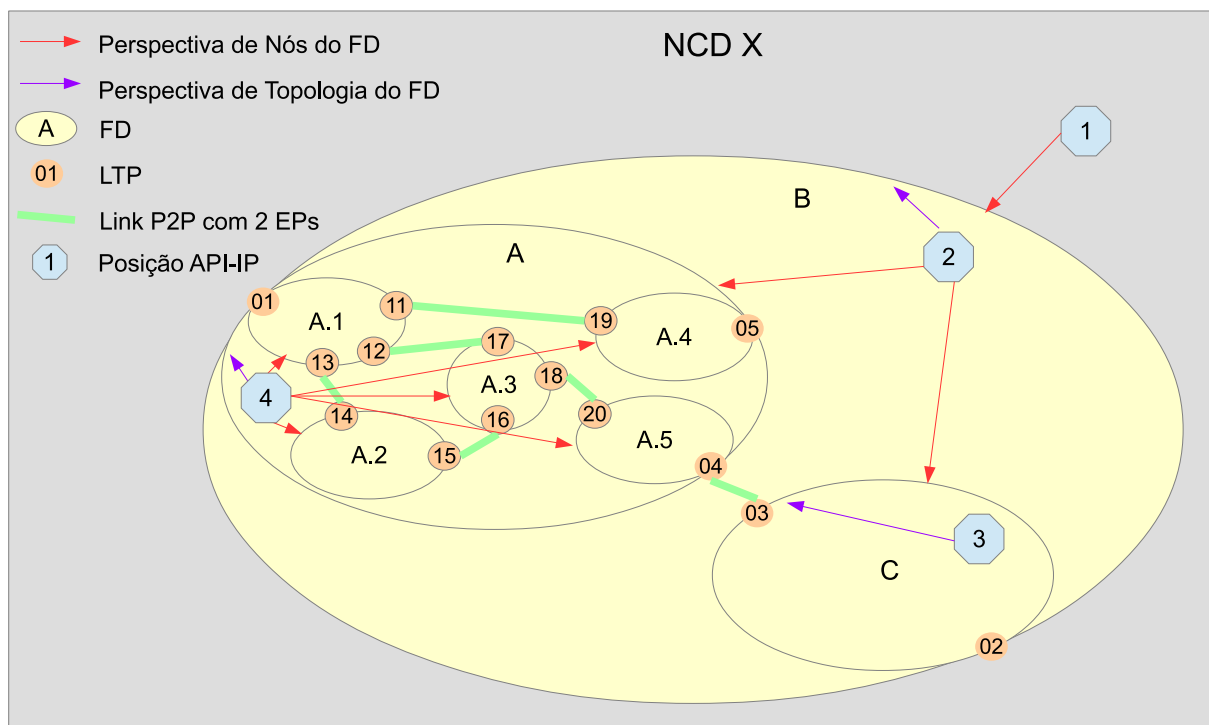 NCD X
Perspectiva de Nós do FD
Perspectiva de Topologia do FD
A
FD
01
LTP
Link P2P com 2 EPs
1
Posição API-IP
1
B
2
A
01
11
A.1
12
13
19
A.4
05
17
A.3
18
16
4
14
A.2
15
20
A.5
04
03
3
C
02